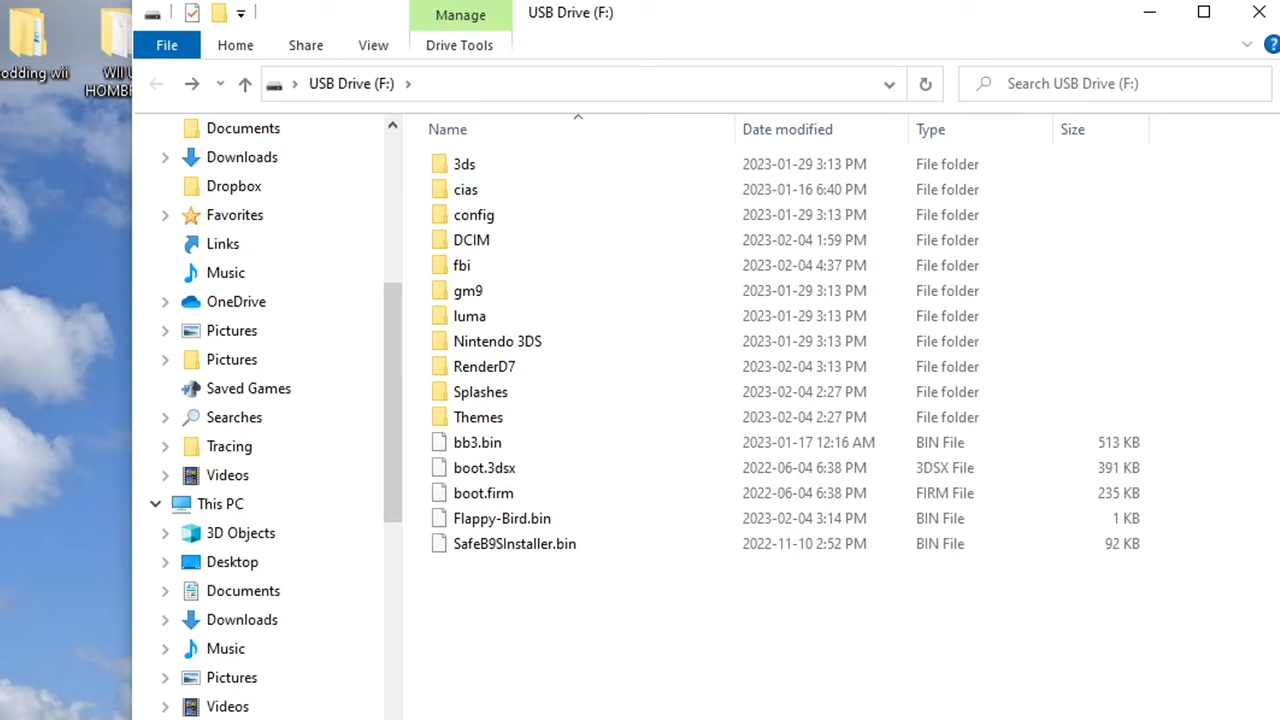 odding wii
WII U
HOMBR
Manage
USB Drive (F:)
File
Home
Share
View
Drive Tools
?
USB Drive (F:)
Search USB Drive (F:)
Documents
Downloads
Dropbox
Favorites
Links
Music
OneDrive
Pictures
Pictures
Saved Games
Searches
Tracing
Videos
This PC
3D Objects
Desktop
Documents
Downloads
Music
Pictures
Videos
Name Date modified Type Size
3ds 2023-01-29 3:13 PM File folder
cias 2023-01-16 6:40 PM File folder
config 2023-01-29 3:13 PM File folder
DCIM 2023-02-04 1:59 PM File folder
fbi 2023-02-04 4:37 PM File folder
gm9 2023-01-29 3:13 PM File folder
luma 2023-01-29 3:13 PM File folder
Nintendo 3DS 2023-01-29 3:13 PM File folder
RenderD7 2023-02-04 3:13 PM File folder
Splashes 2023-02-04 2:27 PM File folder
Themes 2023-02-04 2:27 PM File folder
bb3.bin 2023-01-17 12:16 AM BIN File 513 KB
boot.3dsx 2022-06-04 6:38 PM 3DSX File 391 KB
boot.firm 2022-06-04 6:38 PM FIRM File 235 KB
Flappy-Bird.bin 2023-02-04 3:14 PM BIN File 1 KB
SafeB9SInstaller.bin 2022-11-10 2:52 PM BIN File 92 KB